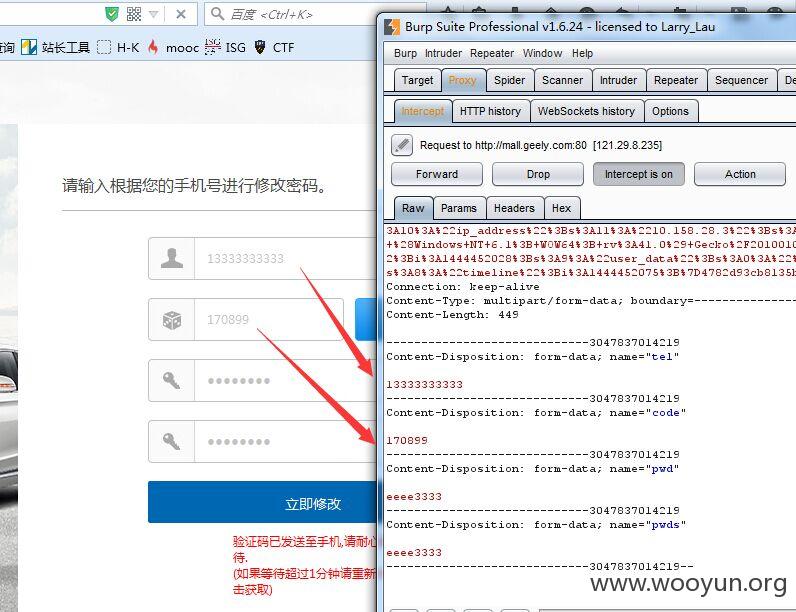 百度 <Ctrl+K>
查询 站长工具 H-K mooc ISG ISG CTF
请输入根据您的手机号进行修改密码。
13333333333
170899
●●●●●●●●
●●●●●●●●
立即修改
验证码已发送至手机,请耐心
待.
(如果等待超过1分钟请重新
击获取)
Burp Suite Professional v1.6.24 - licensed to Larry_Lau
Burp Intruder Repeater Window Help
Target Proxy Spider Scanner Intruder Repeater Sequencer De
Intercept HTTP history WebSockets history Options
Request to http://mall.geely.com:80 [121.29.8.235]
Forward Drop Intercept is on Action
Raw Params Headers Hex
3A10%3A%22ip_address%22%3Bs%3A11%3A%2210.158.28.3%22%3Bs%3A
+%28Windows+NT+6.1%3B+WOW64%3B+rv%3A41.0%29+Gecko%2F2010010
2%3Bi%3A1444452028%3Bs%3A9%3A%22user_data%22%3Bs%3A0%3A%22%
s%3A8%3A%22timeline%22%3Bi%3A1444452075%3B%7D4782d93cb8135b
Connection: keep-alive
Content-Type: multipart/form-data; boundary=---------------
Content-Length: 449
-----------------------------3047837014219
Content-Disposition: form-data; name="tel"
13333333333
-----------------------------3047837014219
Content-Disposition: form-data; name="code"
170899
-----------------------------3047837014219
Content-Disposition: form-data; name="pwd"
eeee3333
-----------------------------3047837014219
Content-Disposition: form-data; name="pwds"
eeee3333
-----------------------------3047837014219--
www.wooyun.org